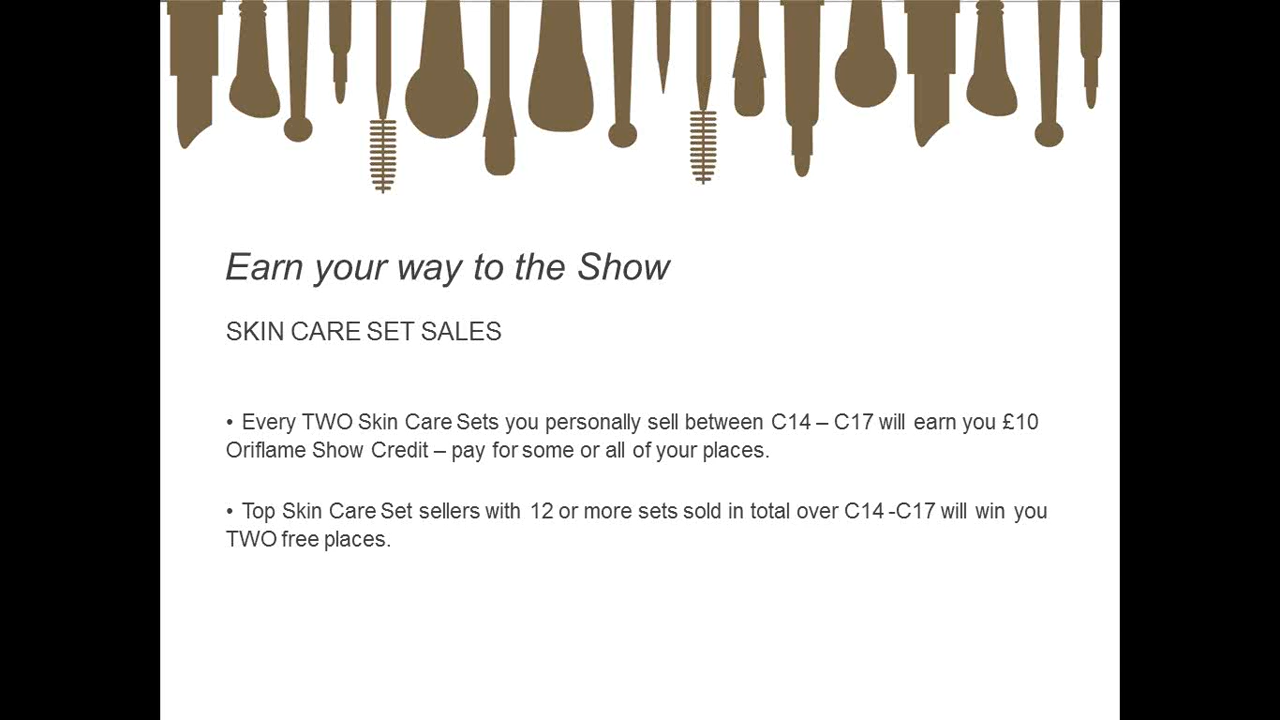 Earn your way to the Show
SKIN CARE SET SALES
• Every TWO Skin Care Sets you personally sell between C14 – C17 will earn you £10
Oriflame Show Credit – pay for some or all of your places.
• Top Skin Care Set sellers with 12 or more sets sold in total over C14 -C17 will win you
TWO free places.